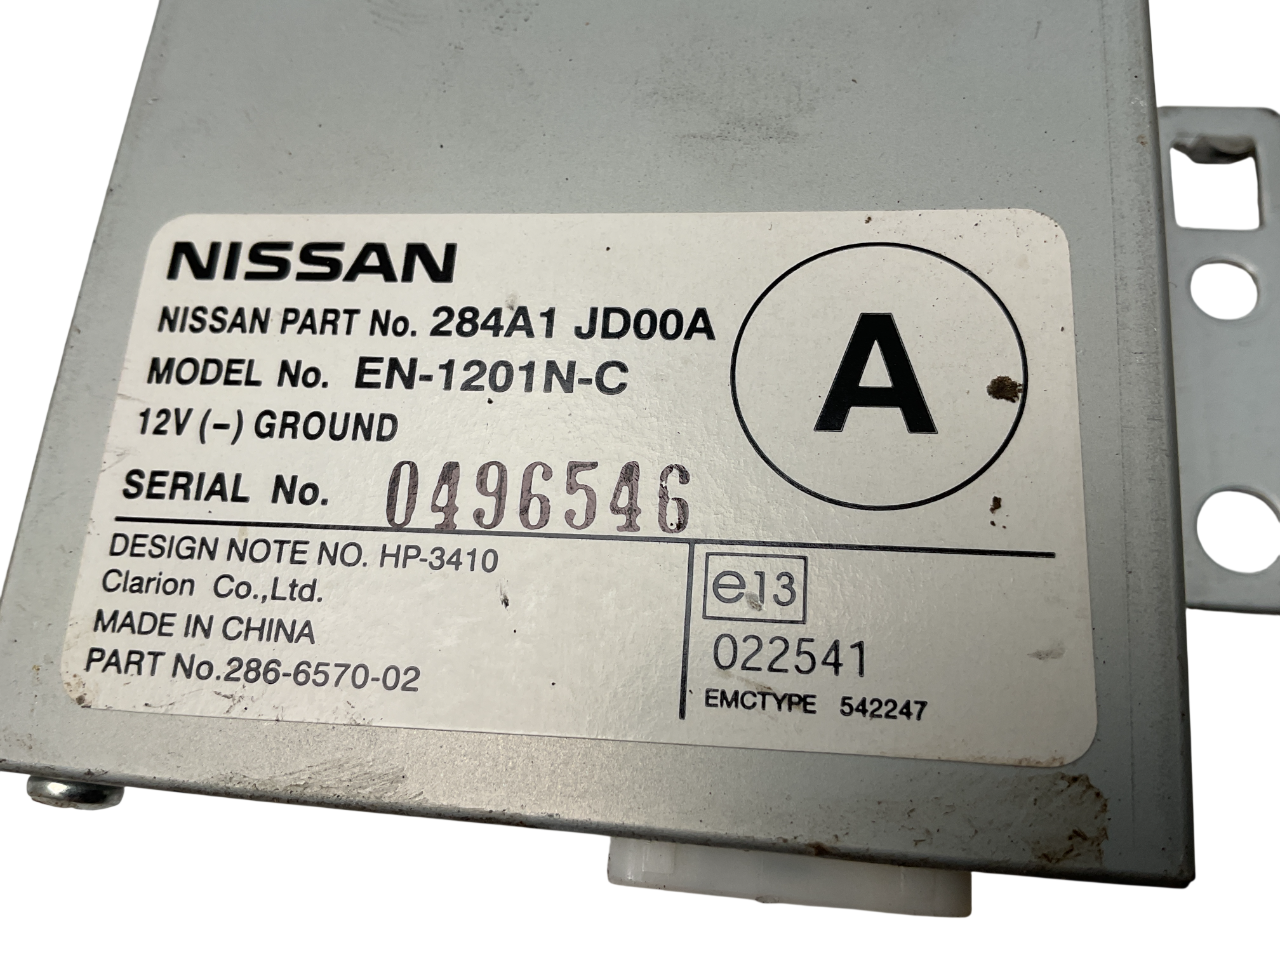 NISSAN
NISSAN PART No. 284A1 JD00A
MODEL No. EN-1201N-C
12V (-) GROUND
SERIAL No. 0496546
A
DESIGN NOTE NO. HP-3410
Clarion Co.,Ltd.
MADE IN CHINA
PART No.286-6570-02
e13
022541
EMCTYPE 542247